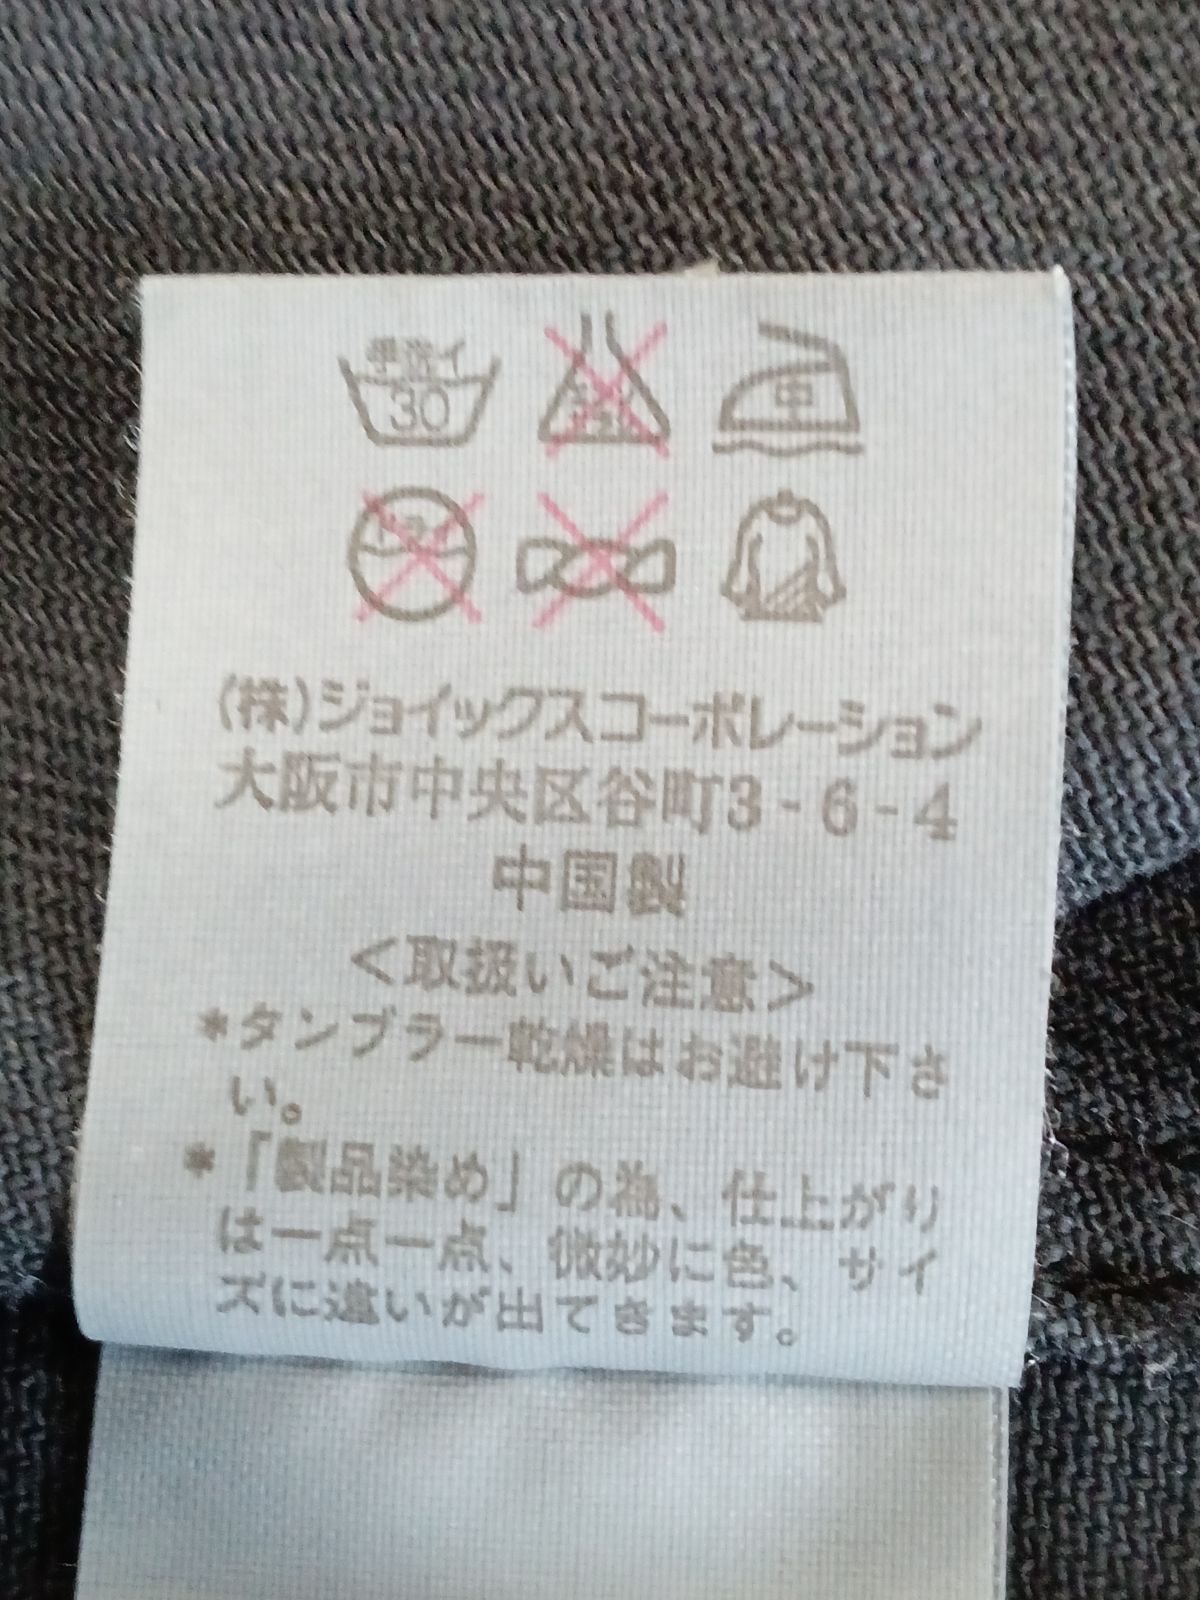 手洗イ
30
中
ドライ
(株)ジョイックスコーポレーション
大阪市中央区谷町3-6-4
中国製
<取扱いご注意>
*タンブラー乾燥はお避け下さ
い。
*「製品染め」の為、仕上がり
は一点一点、微妙に色、サイ
ズに違いが出てきます。